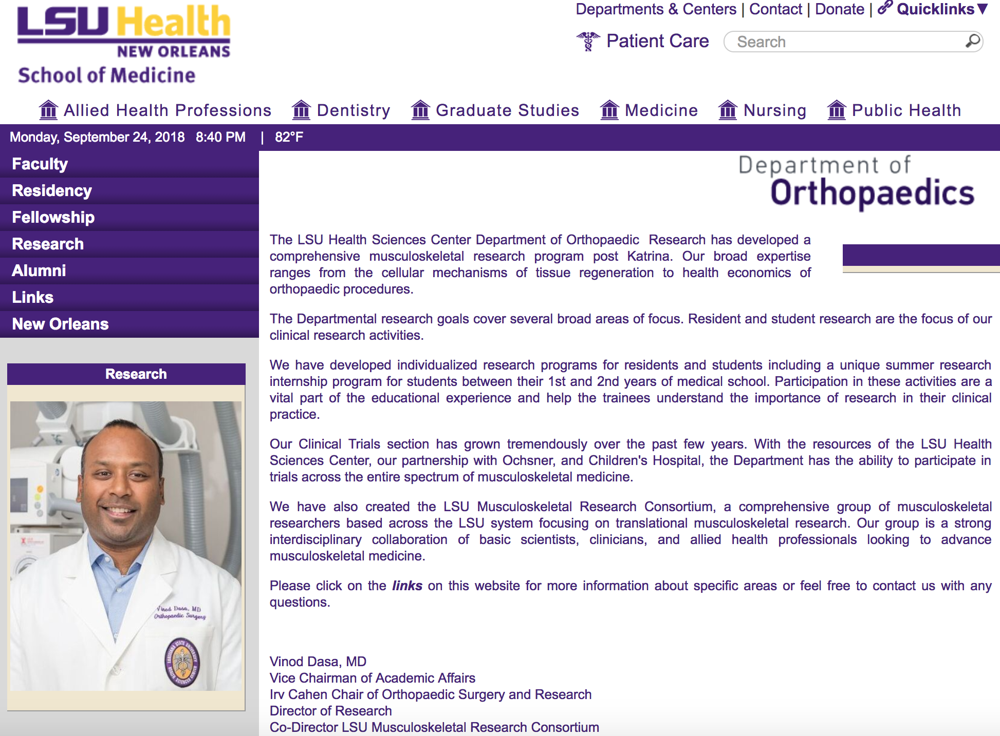 LSU Health
NEW ORLEANS
School of Medicine
Departments & Centers | Contact | Donate | Quicklinks▼
Patient Care
Search
Allied Health Professions Dentistry Graduate Studies Medicine Nursing Public Health
Monday, September 24, 2018 8:40 PM | 82°F
Faculty
Residency
Fellowship
Research
Alumni
Links
New Orleans
Research
Vinod Dasa, MD
Orthopaedic Surgery
LOUISIANA STATE UNIVERSITY
HEALTH SCIENCES CENTER
Department of
Orthopaedics
The LSU Health Sciences Center Department of Orthopaedic Research has developed a
comprehensive musculoskeletal research program post Katrina. Our broad expertise
ranges from the cellular mechanisms of tissue regeneration to health economics of
orthopaedic procedures.
The Departmental research goals cover several broad areas of focus. Resident and student research are the focus of our
clinical research activities.
We have developed individualized research programs for residents and students including a unique summer research
internship program for students between their 1st and 2nd years of medical school. Participation in these activities are a
vital part of the educational experience and help the trainees understand the importance of research in their clinical
practice.
Our Clinical Trials section has grown tremendously over the past few years. With the resources of the LSU Health
Sciences Center, our partnership with Ochsner, and Children's Hospital, the Department has the ability to participate in
trials across the entire spectrum of musculoskeletal medicine.
We have also created the LSU Musculoskeletal Research Consortium, a comprehensive group of musculoskeletal
researchers based across the LSU system focusing on translational musculoskeletal research. Our group is a strong
interdisciplinary collaboration of basic scientists, clinicians, and allied health professionals looking to advance
musculoskeletal medicine.
Please click on the links on this website for more information about specific areas or feel free to contact us with any
questions.
Vinod Dasa, MD
Vice Chairman of Academic Affairs
Irv Cahen Chair of Orthopaedic Surgery and Research
Director of Research
Co-Director LSU Musculoskeletal Research Consortium